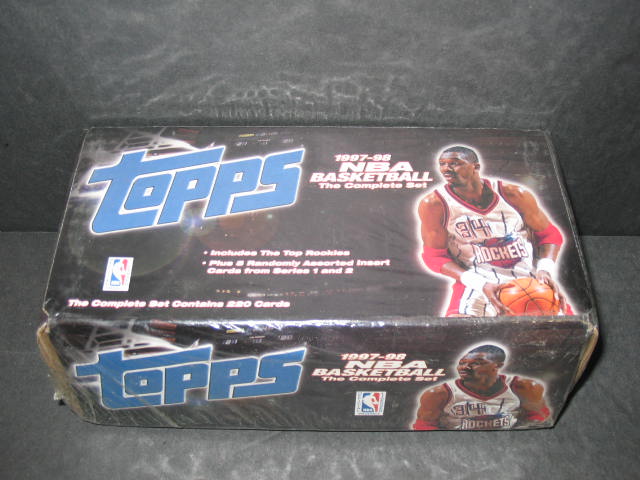 TOPPS
1997-98
NBA
BASKETBALL
The Complete Set
• Includes The Top Rookies
• Plus 5 Randomly Assorted Insert
Cards from Series 1 and 2
The Complete Set Contains 220 Cards
34
ROCKETS
TOPPS
1997-98
NBA
BASKETBALL
The Complete Set
NBA
34
ROCKETS